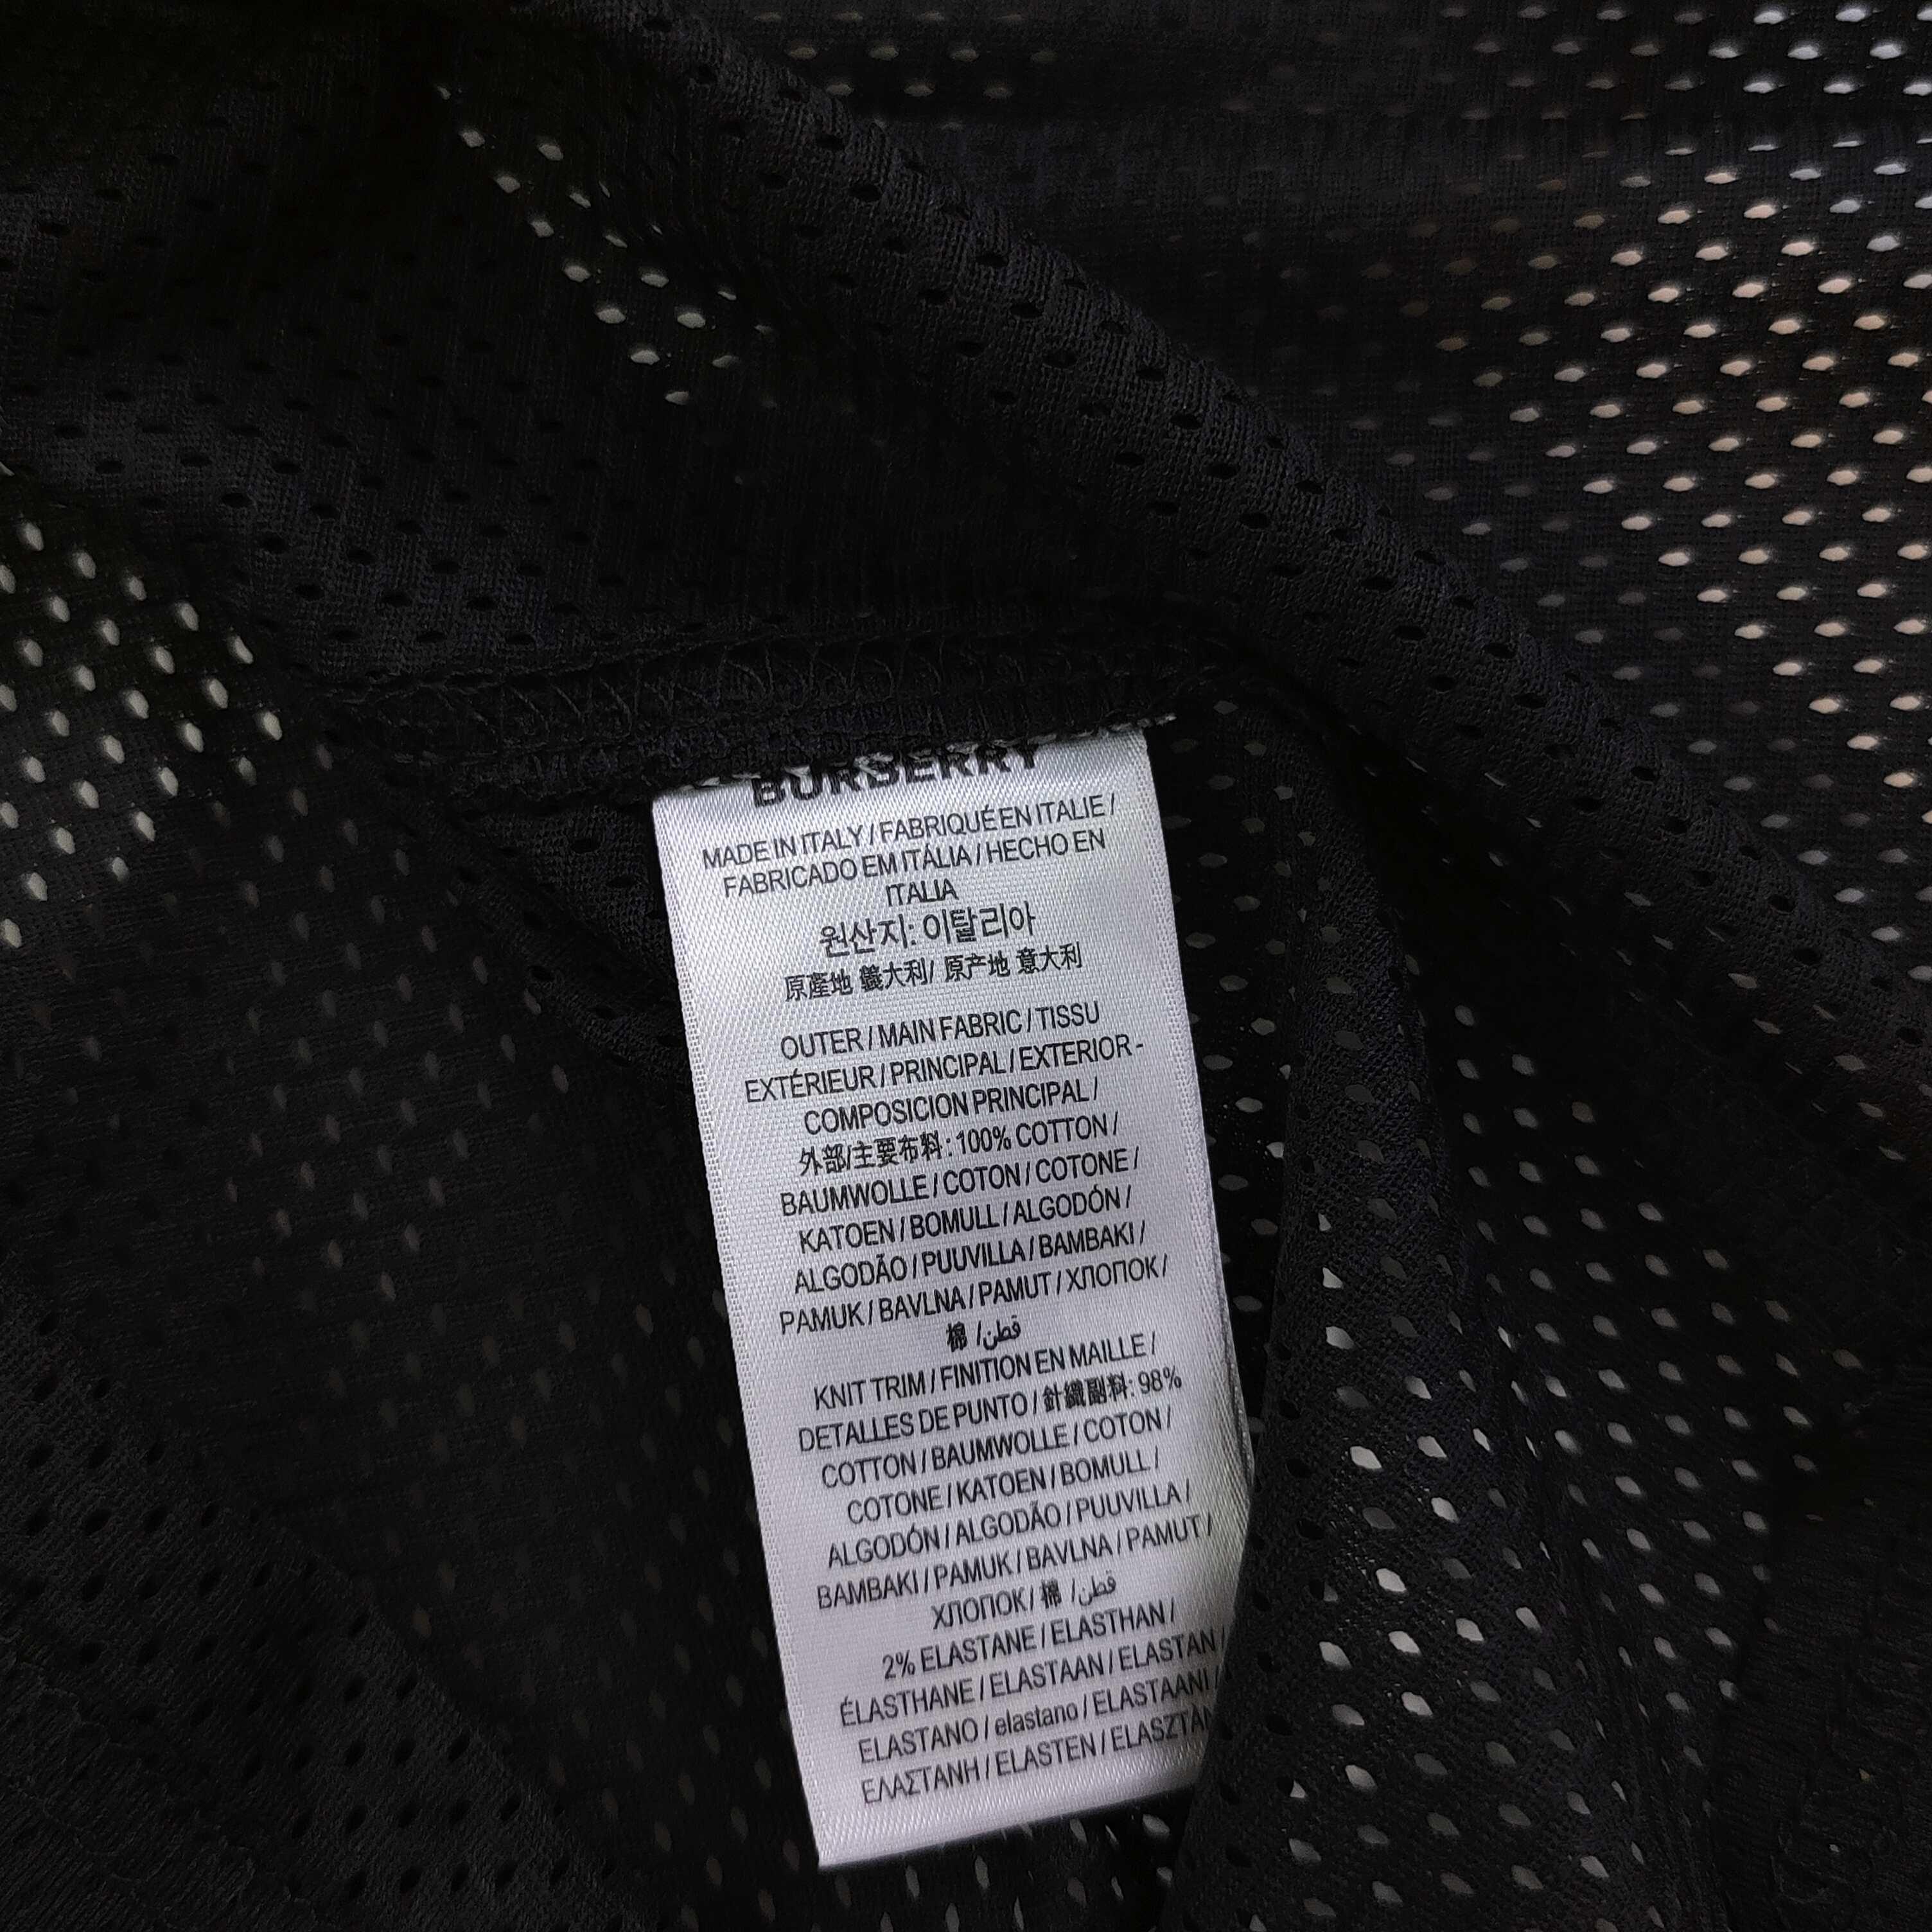 BURBERRY
MADE IN ITALY / FABRIQUÉ EN ITALIE /
FABRICADO EM ITÁLIA / HECHO EN
ITALIA
원산지: 이탈리아
原產地 義大利/ 原产地 意大利
OUTER / MAIN FABRIC / TISSU
EXTÉRIEUR / PRINCIPAL / EXTERIOR -
COMPOSICION PRINCIPAL /
外部/主要布料: 100% COTTON /
BAUMWOLLE / COTON / COTONE /
KATOEN / BOMULL / ALGODÓN /
ALGODÃO / PUUVILLA / BAMBAKI /
PAMUK / BAVLNA / PAMUT / ХЛОПОК /
棉 / قطن
KNIT TRIM / FINITION EN MAILLE /
DETALLES DE PUNTO / 針織副料: 98%
COTTON / BAUMWOLLE / COTON /
COTONE / KATOEN / BOMULL /
ALGODÓN / ALGODÃO / PUUVILLA /
BAMBAKI / PAMUK / BAVLNA / PAMUT /
ХЛОПОК / 棉 / قطن
2% ELASTANE / ELASTHAN /
ÉLASTHANE / ELASTAAN / ELASTAN /
ELASTANO / elastano / ELASTAANI /
ΕΛΑΣΤΑΝΗ / ELASTEN / ELASZTÁN